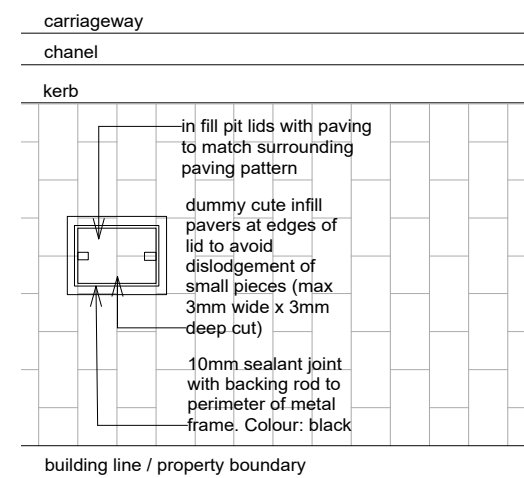 carriageway
chanel
kerb
in fill pit lids with paving
to match surrounding
paving pattern
dummy cute infill
pavers at edges of
lid to avoid
dislodgement of
small pieces (max
3mm wide x 3mm
deep cut)
10mm sealant joint
with backing rod to
perimeter of metal
frame. Colour: black
building line / property boundary